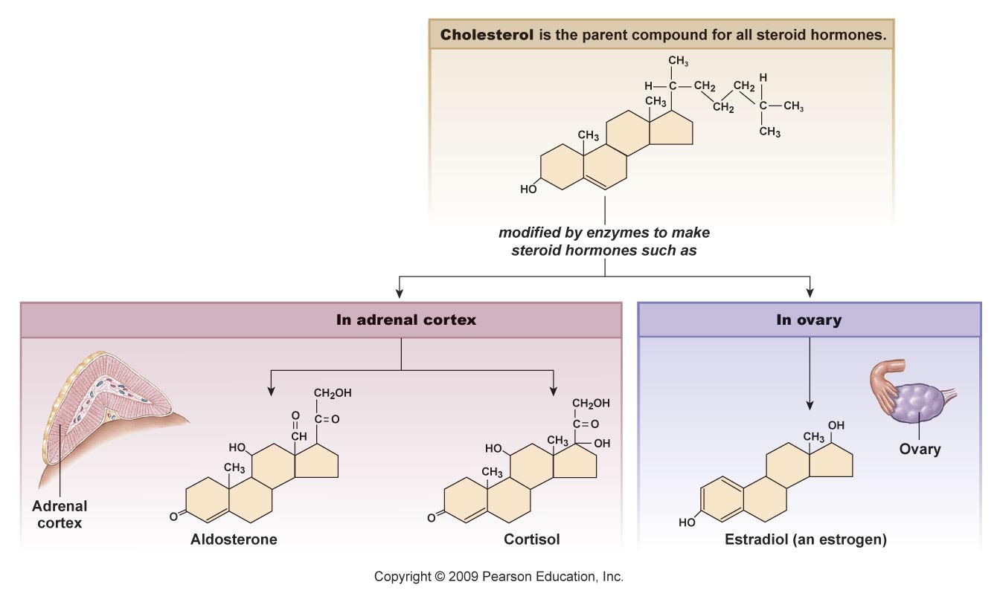 Cholesterol is the parent compound for all steroid hormones.
CH₃
H
H—C—CH₂
CH₂
CH₃
CH₂
C—CH₃
CH₃
CH₃
HO
modified by enzymes to make
steroid hormones such as
In adrenal cortex
Adrenal
cortex
CH₂OH
O
C=O
CH
HO
CH₃
O
Aldosterone
CH₂OH
C=O
CH₃
OH
HO
CH₃
O
Cortisol
In ovary
Ovary
OH
CH₃
HO
Estradiol (an estrogen)
Copyright © 2009 Pearson Education, Inc.